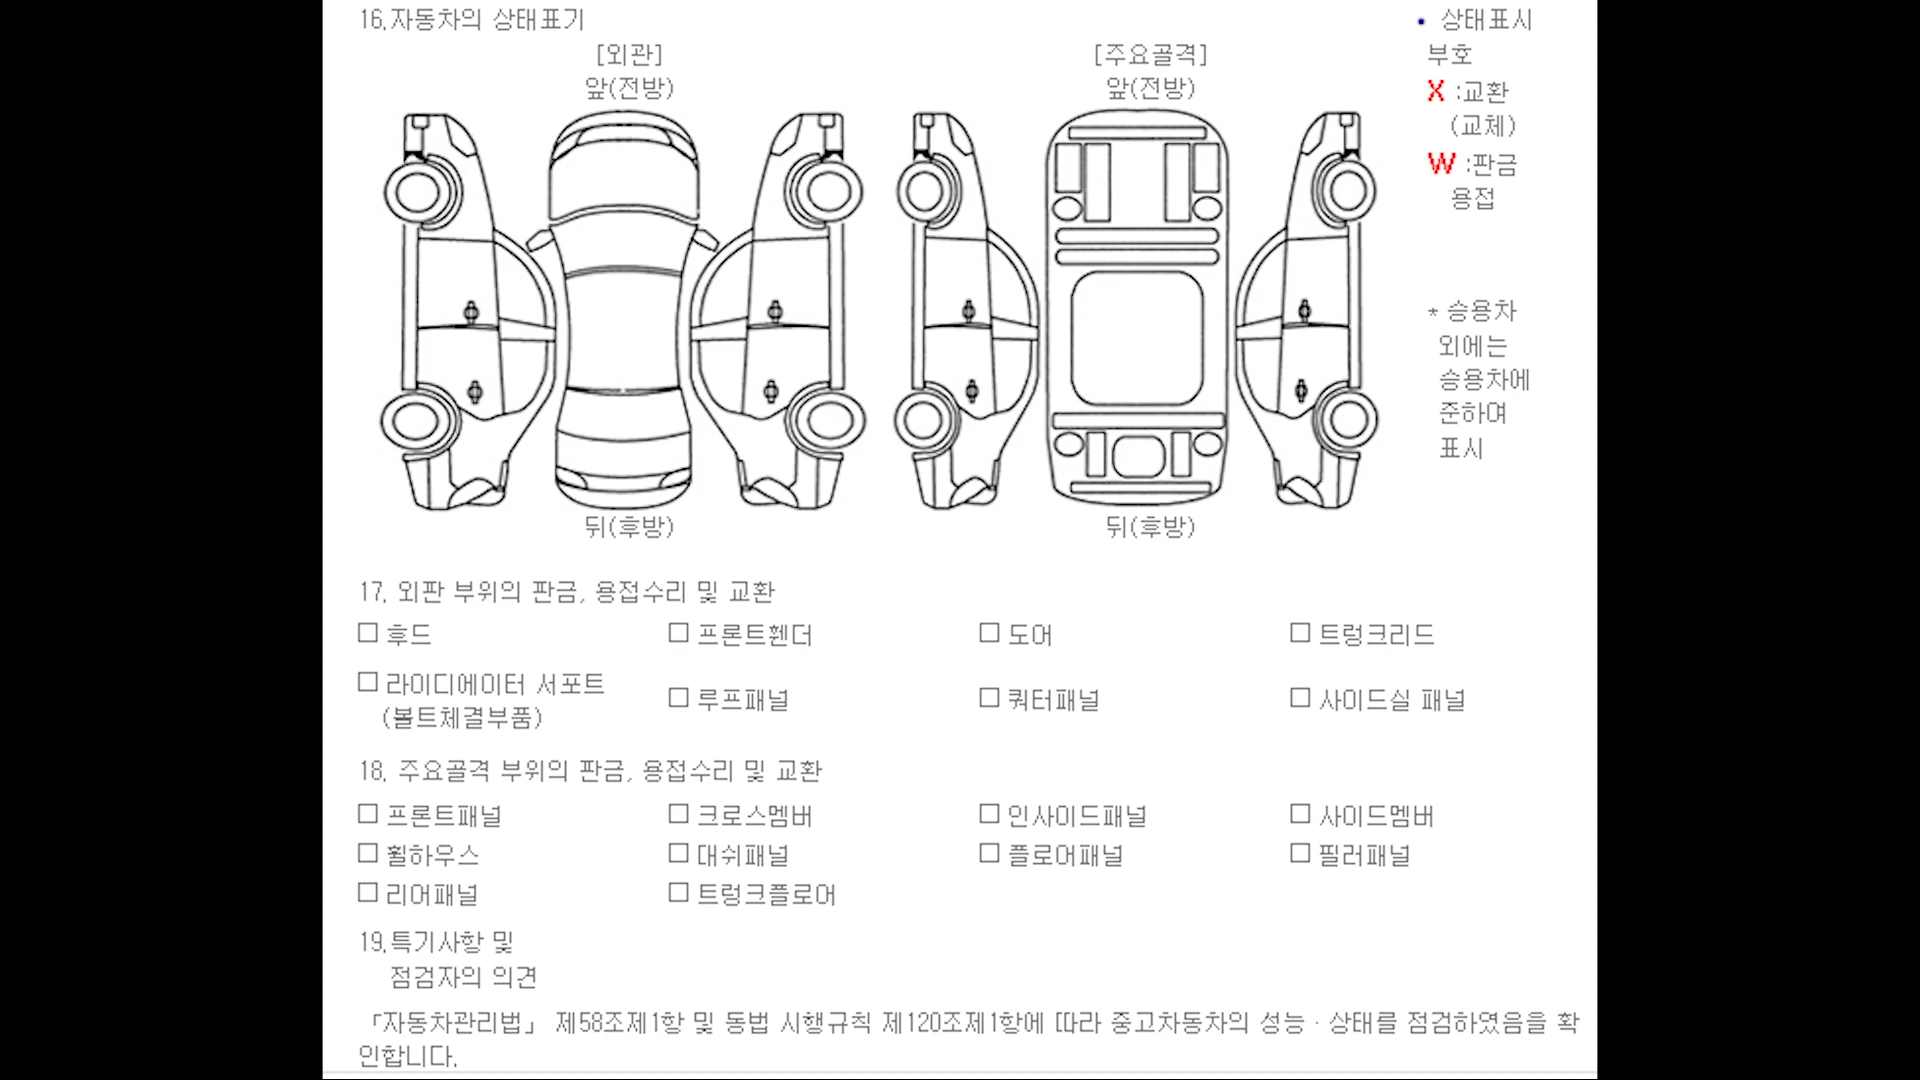 16.자동차의 상태표기
[외관]
앞(전방)
뒤(후방)
[주요골격]
앞(전방)
뒤(후방)
• 상태표시
부호
X :교환
(교체)
W :판금
용접
* 승용차
외에는
승용차에
준하여
표시
17. 외판 부위의 판금, 용접수리 및 교환
□ 후드 □ 프론트휀더 □ 도어 □ 트렁크리드
□ 라이디에이터 서포트
(볼트체결부품) □ 루프패널 □ 쿼터패널 □ 사이드실 패널
18. 주요골격 부위의 판금, 용접수리 및 교환
□ 프론트패널 □ 크로스멤버 □ 인사이드패널 □ 사이드멤버
□ 휠하우스 □ 대쉬패널 □ 플로어패널 □ 필러패널
□ 리어패널 □ 트렁크플로어
19.특기사항 및
점검자의 의견
「자동차관리법」 제58조제1항 및 동법 시행규칙 제120조제1항에 따라 중고차동차의 성능·상태를 점검하였음을 확
인합니다.